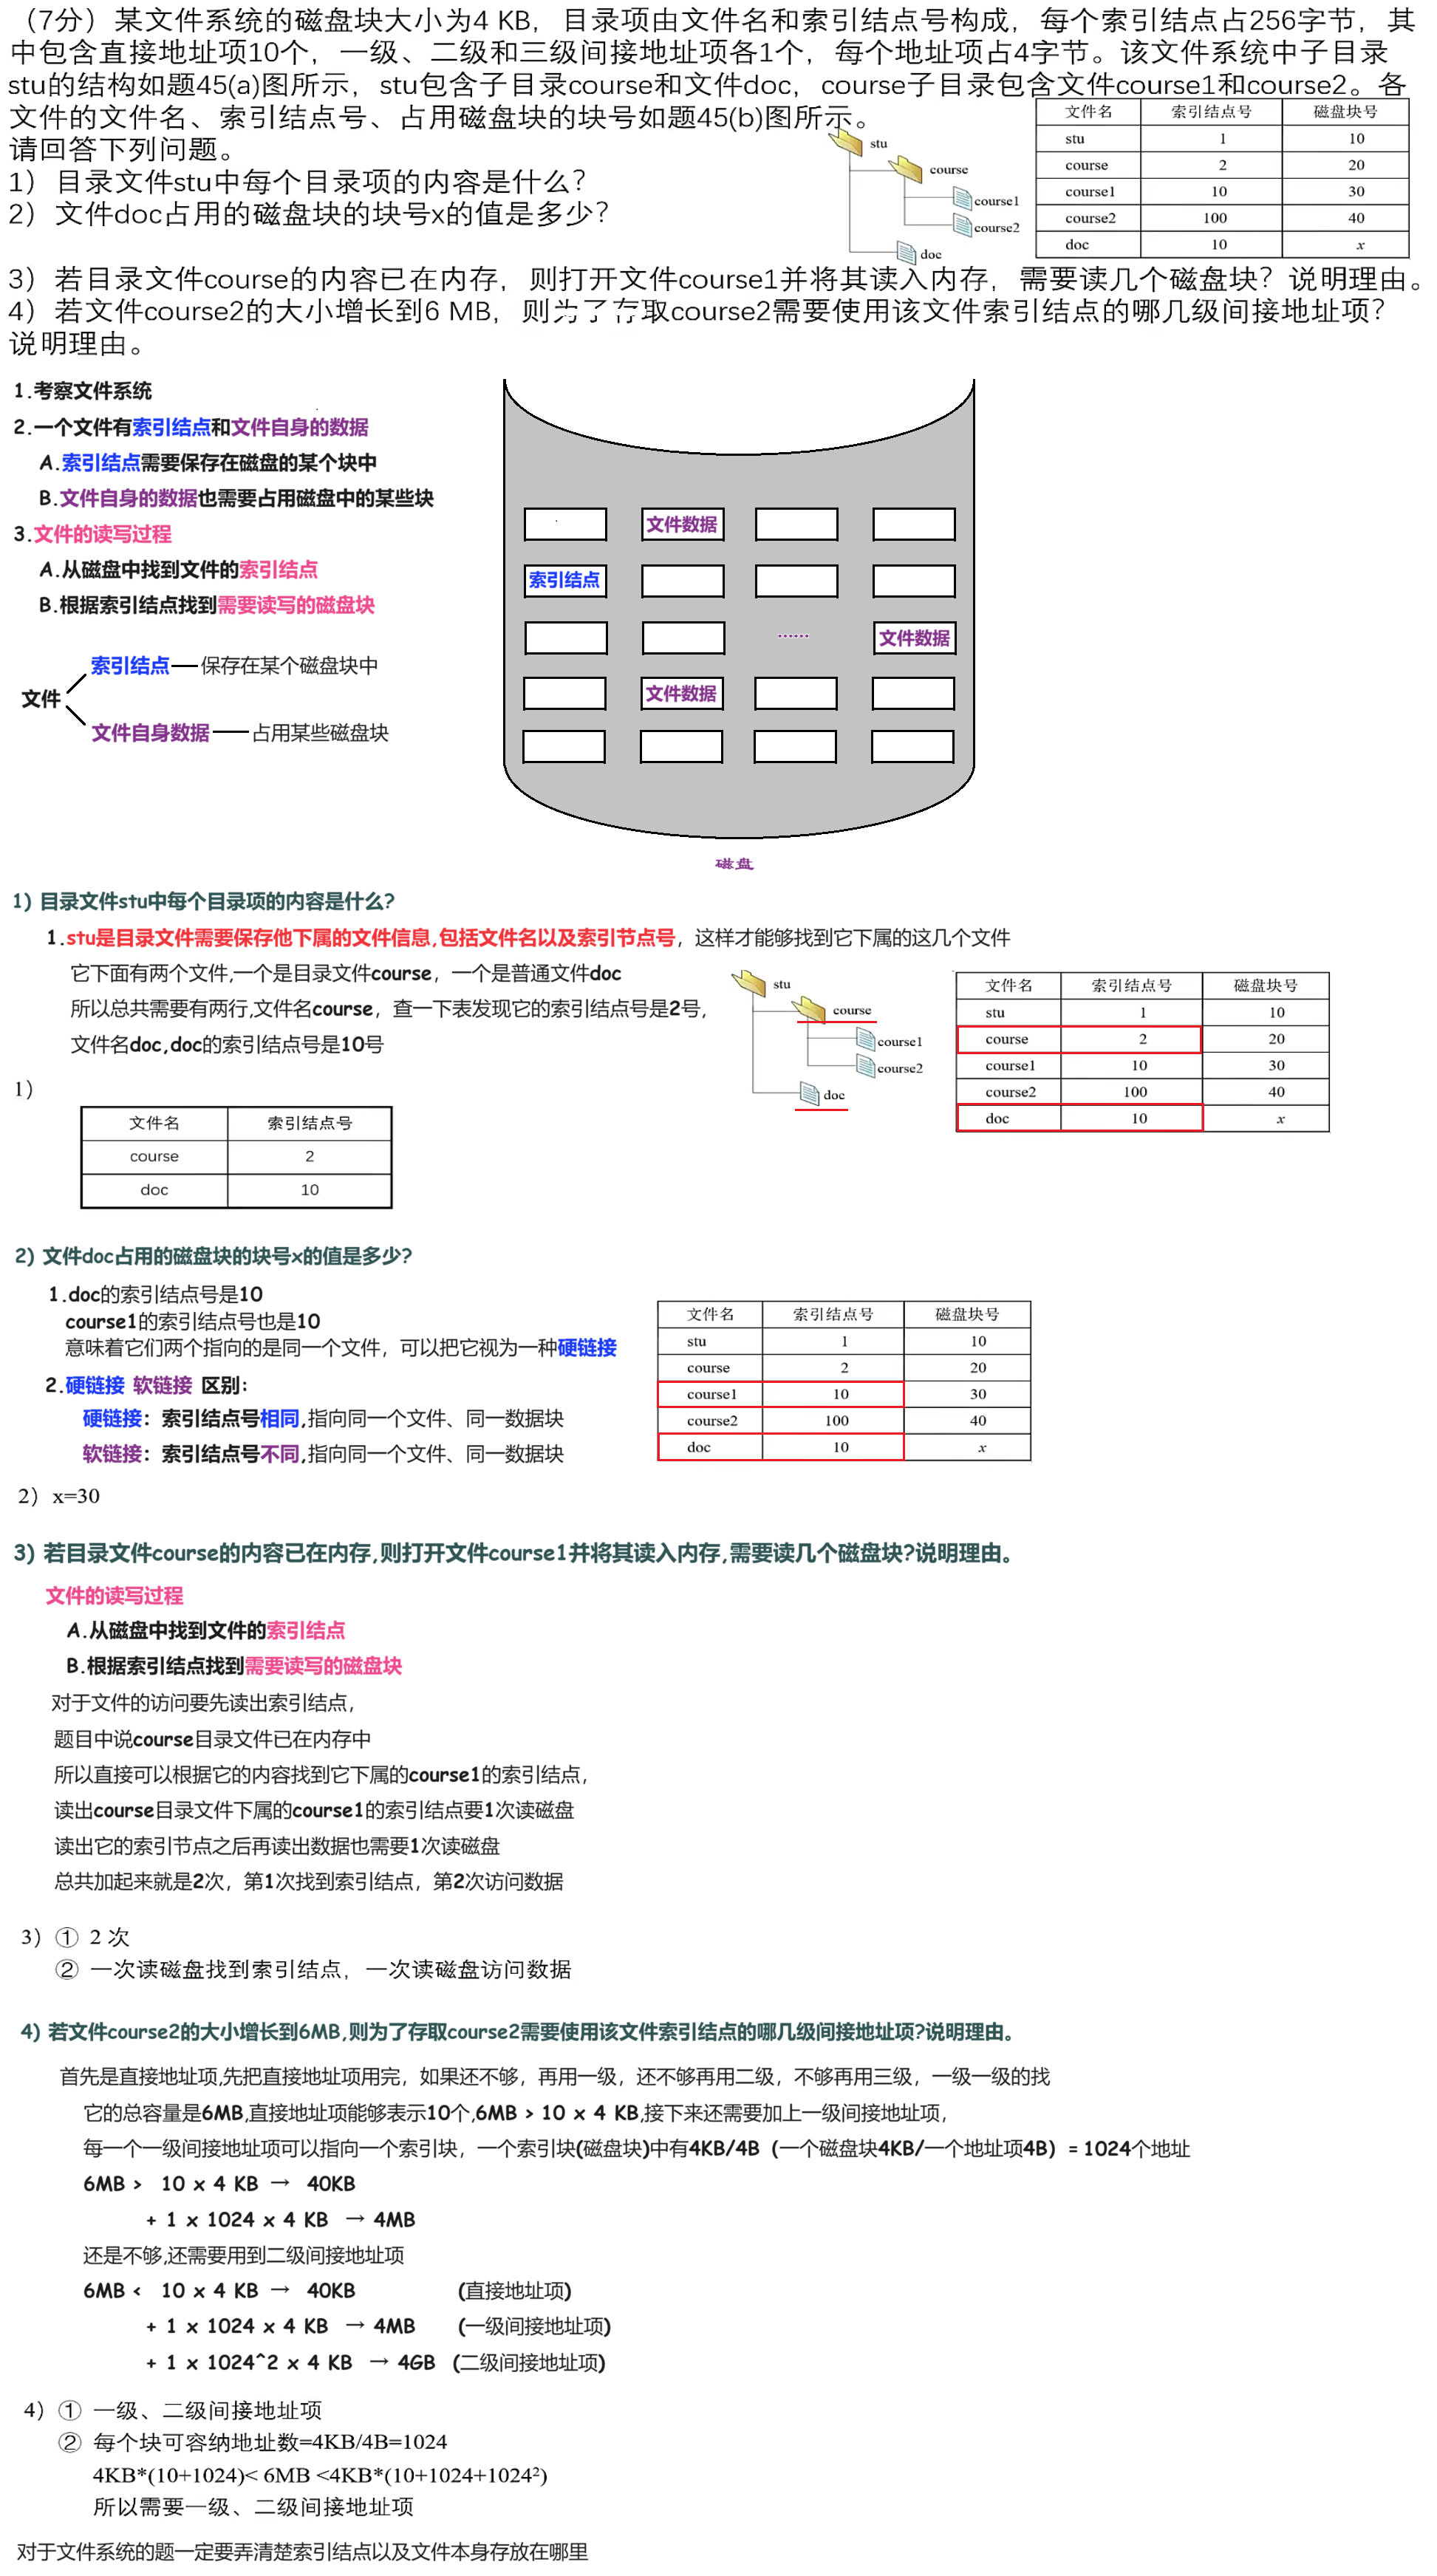 （7分）某文件系统的磁盘块大小为4 KB，目录项由文件名和索引结点号构成，每个索引结点占256字节，其
中包含直接地址项10个，一级、二级和三级间接地址项各1个，每个地址项占4字节。该文件系统中子目录
stu的结构如题45(a)图所示，stu包含子目录course和文件doc，course子目录包含文件course1和course2。各
文件的文件名、索引结点号、占用磁盘块的块号如题45(b)图所示。
请回答下列问题。
1）目录文件stu中每个目录项的内容是什么？
2）文件doc占用的磁盘块的块号x的值是多少？
stu
course
course1
course2
doc
文件名 索引结点号 磁盘块号
stu 1 10
course 2 20
course1 10 30
course2 100 40
doc 10 x
3）若目录文件course的内容已在内存，则打开文件course1并将其读入内存，需要读几个磁盘块？说明理由。
4）若文件course2的大小增长到6 MB，则为了存取course2需要使用该文件索引结点的哪几级间接地址项？
说明理由。
1.考察文件系统
2.一个文件有索引结点和文件自身的数据
A.索引结点需要保存在磁盘的某个块中
B.文件自身的数据也需要占用磁盘中的某些块
3.文件的读写过程
A.从磁盘中找到文件的索引结点
B.根据索引结点找到需要读写的磁盘块
文件
索引结点——保存在某个磁盘块中
文件自身数据——占用某些磁盘块
文件数据
索引结点
······
文件数据
文件数据
磁盘
1) 目录文件stu中每个目录项的内容是什么?
1.stu是目录文件需要保存他下属的文件信息,包括文件名以及索引节点号，这样才能够找到它下属的这几个文件
它下面有两个文件,一个是目录文件course，一个是普通文件doc
所以总共需要有两行,文件名course，查一下表发现它的索引结点号是2号,
文件名doc,doc的索引结点号是10号
stu
course
course1
course2
doc
文件名 索引结点号 磁盘块号
stu 1 10
course 2 20
course1 10 30
course2 100 40
doc 10 x
1）
文件名 索引结点号
course 2
doc 10
2) 文件doc占用的磁盘块的块号x的值是多少?
1.doc的索引结点号是10
course1的索引结点号也是10
意味着它们两个指向的是同一个文件，可以把它视为一种硬链接
2.硬链接 软链接 区别：
硬链接：索引结点号相同,指向同一个文件、同一数据块
软链接：索引结点号不同,指向同一个文件、同一数据块
文件名 索引结点号 磁盘块号
stu 1 10
course 2 20
course1 10 30
course2 100 40
doc 10 x
2）x=30
3) 若目录文件course的内容已在内存,则打开文件course1并将其读入内存,需要读几个磁盘块?说明理由。
文件的读写过程
A.从磁盘中找到文件的索引结点
B.根据索引结点找到需要读写的磁盘块
对于文件的访问要先读出索引结点，
题目中说course目录文件已在内存中
所以直接可以根据它的内容找到它下属的course1的索引结点，
读出course目录文件下属的course1的索引结点要1次读磁盘
读出它的索引节点之后再读出数据也需要1次读磁盘
总共加起来就是2次，第1次找到索引结点，第2次访问数据
3）① 2 次
② 一次读磁盘找到索引结点，一次读磁盘访问数据
4) 若文件course2的大小增长到6MB,则为了存取course2需要使用该文件索引结点的哪几级间接地址项?说明理由。
首先是直接地址项,先把直接地址项用完，如果还不够，再用一级，还不够再用二级，不够再用三级，一级一级的找
它的总容量是6MB,直接地址项能够表示10个,6MB > 10 x 4 KB,接下来还需要加上一级间接地址项，
每一个一级间接地址项可以指向一个索引块，一个索引块(磁盘块)中有4KB/4B（一个磁盘块4KB/一个地址项4B）= 1024个地址
6MB > 10 x 4 KB → 40KB
+ 1 x 1024 x 4 KB → 4MB
还是不够,还需要用到二级间接地址项
6MB < 10 x 4 KB → 40KB (直接地址项)
+ 1 x 1024 x 4 KB → 4MB (一级间接地址项)
+ 1 x 1024^2 x 4 KB → 4GB (二级间接地址项)
4）① 一级、二级间接地址项
② 每个块可容纳地址数=4KB/4B=1024
4KB*(10+1024)< 6MB <4KB*(10+1024+1024²)
所以需要一级、二级间接地址项
对于文件系统的题一定要弄清楚索引结点以及文件本身存放在哪里